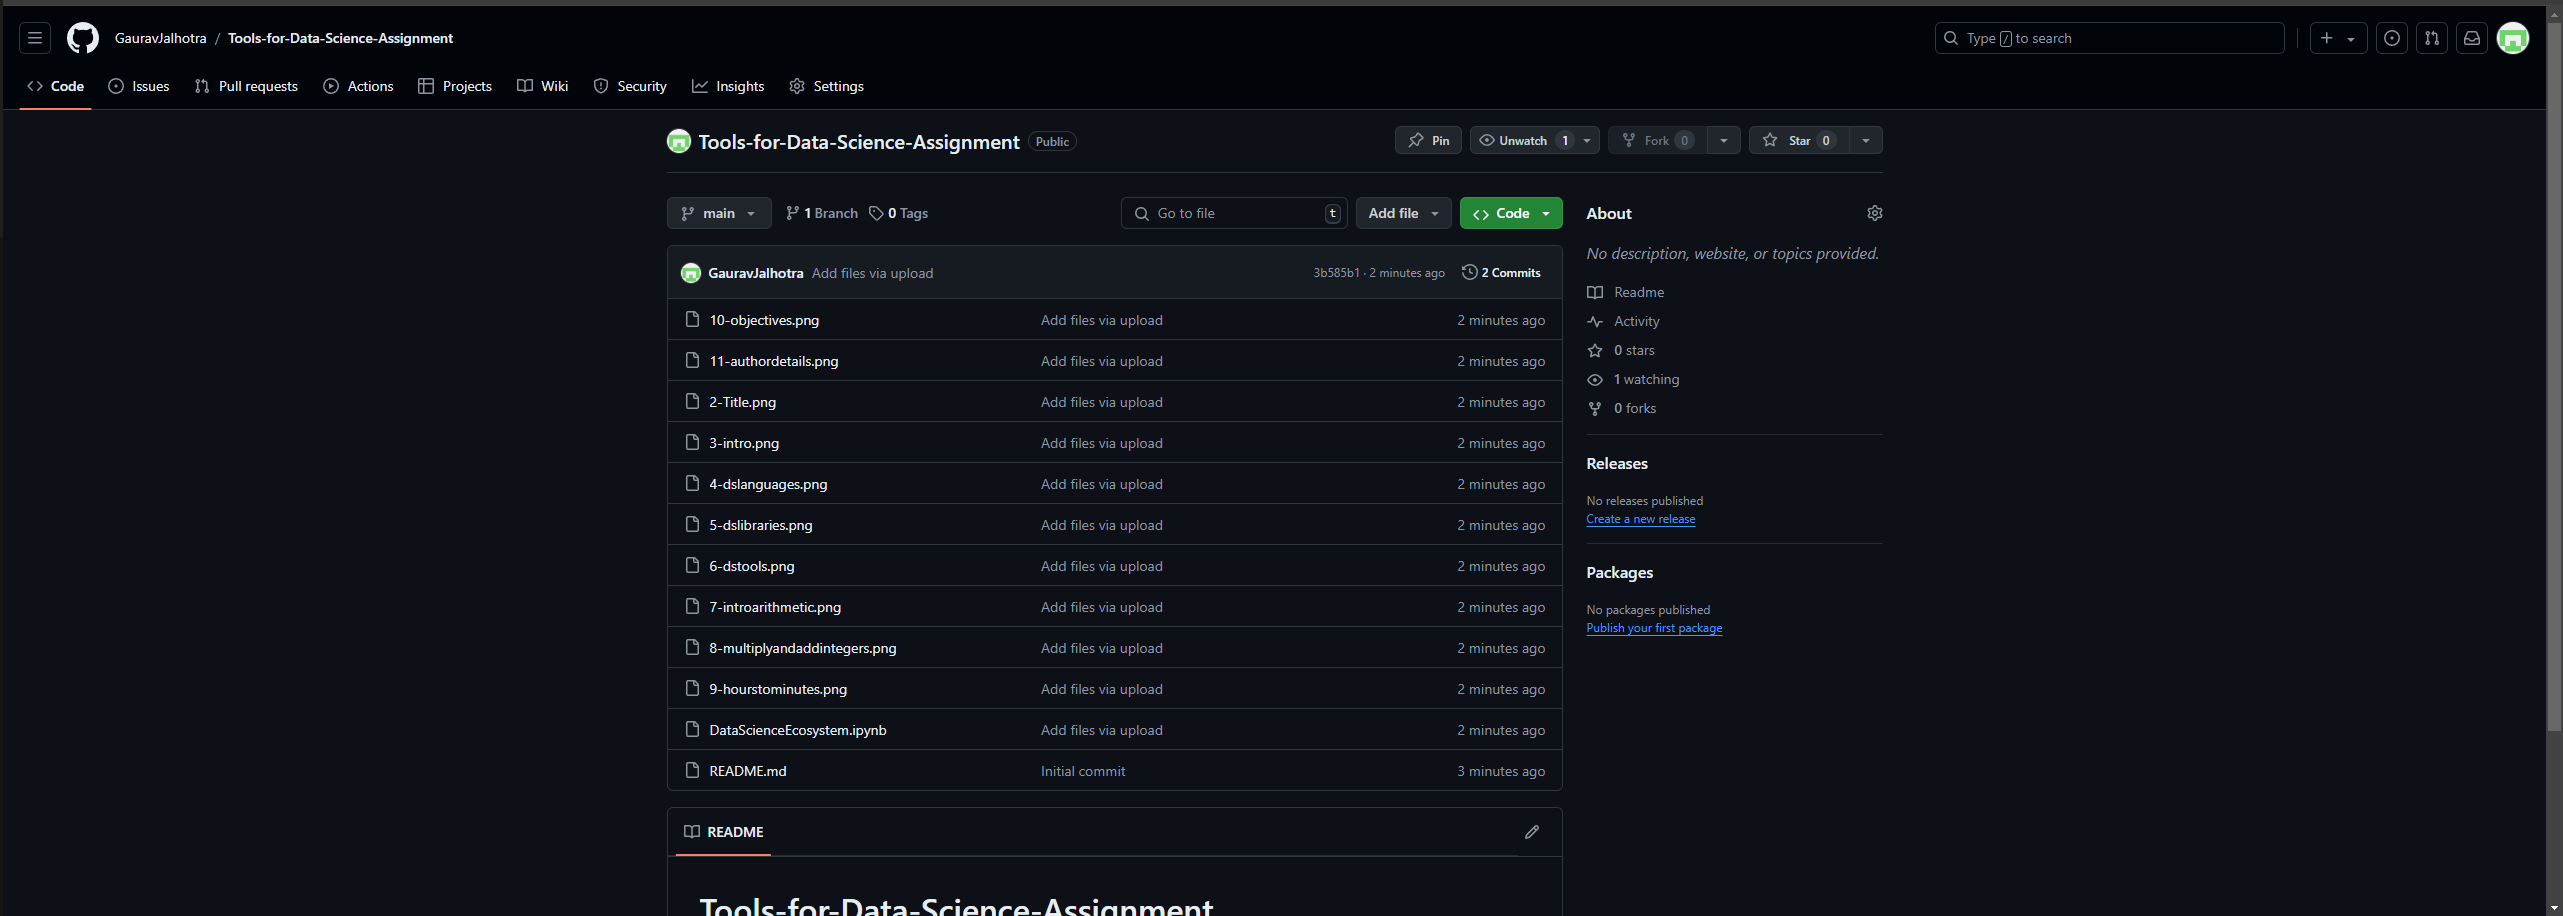 GauravJalhotra / Tools-for-Data-Science-Assignment
Type / to search
Code Issues Pull requests Actions Projects Wiki Security Insights Settings
Tools-for-Data-Science-Assignment Public
Pin Unwatch 1 Fork 0 Star 0
main 1 Branch 0 Tags Go to file t Add file Code
GauravJalhotra Add files via upload 3b585b1 · 2 minutes ago 2 Commits
10-objectives.png Add files via upload 2 minutes ago
11-authordetails.png Add files via upload 2 minutes ago
2-Title.png Add files via upload 2 minutes ago
3-intro.png Add files via upload 2 minutes ago
4-dslanguages.png Add files via upload 2 minutes ago
5-dslibraries.png Add files via upload 2 minutes ago
6-dstools.png Add files via upload 2 minutes ago
7-introarithmetic.png Add files via upload 2 minutes ago
8-multiplyandaddintegers.png Add files via upload 2 minutes ago
9-hourstominutes.png Add files via upload 2 minutes ago
DataScienceEcosystem.ipynb Add files via upload 2 minutes ago
README.md Initial commit 3 minutes ago
README
Tools-for-Data-Science-Assignment
About
No description, website, or topics provided.
Readme
Activity
0 stars
1 watching
0 forks
Releases
No releases published
Create a new release
Packages
No packages published
Publish your first package